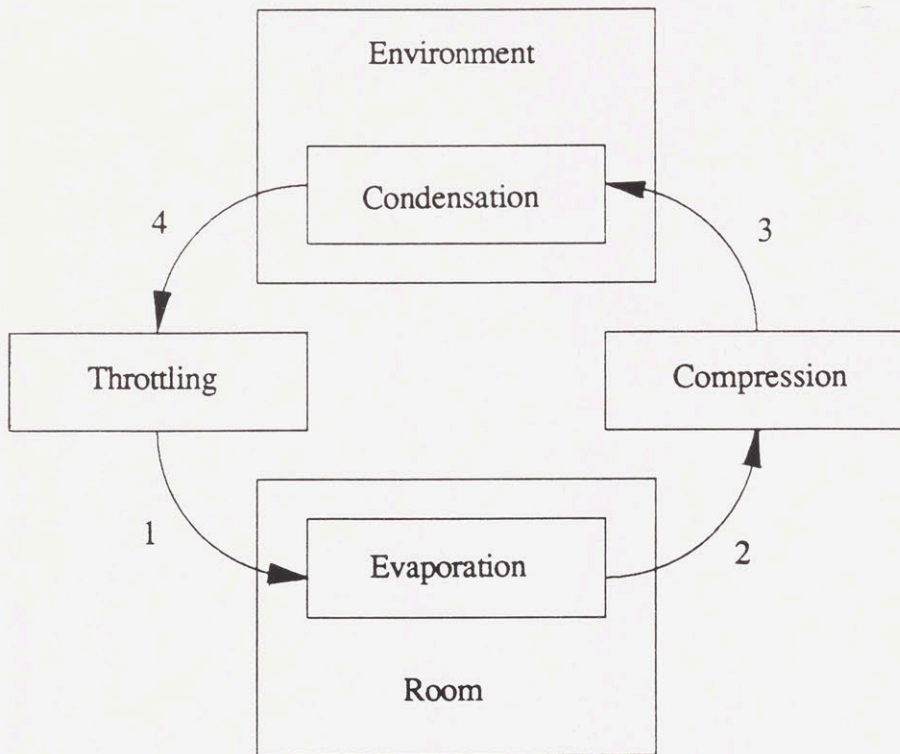 Environment
Condensation
4
3
Throttling
Compression
1
Evaporation
2
Room